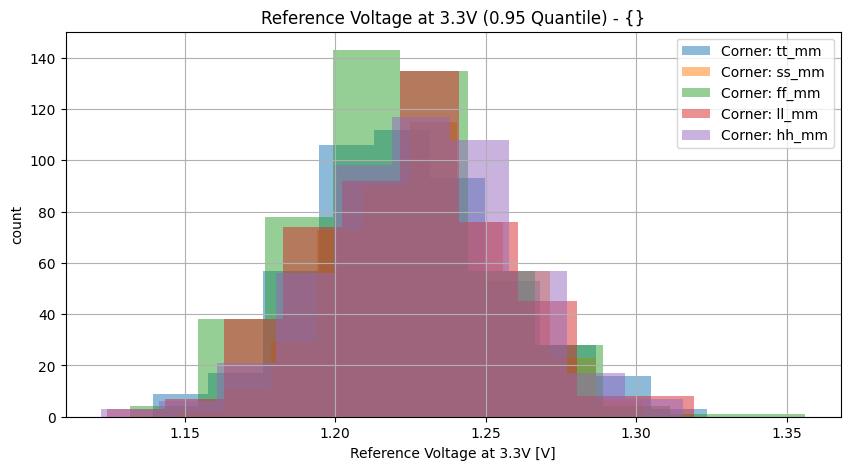 Reference Voltage at 3.3V (0.95 Quantile) - {}
Corner: tt_mm
Corner: ss_mm
Corner: ff_mm
Corner: ll_mm
Corner: hh_mm
140
120
100
80
60
40
20
0
count
1.15
1.20
1.25
1.30
1.35
Reference Voltage at 3.3V [V]